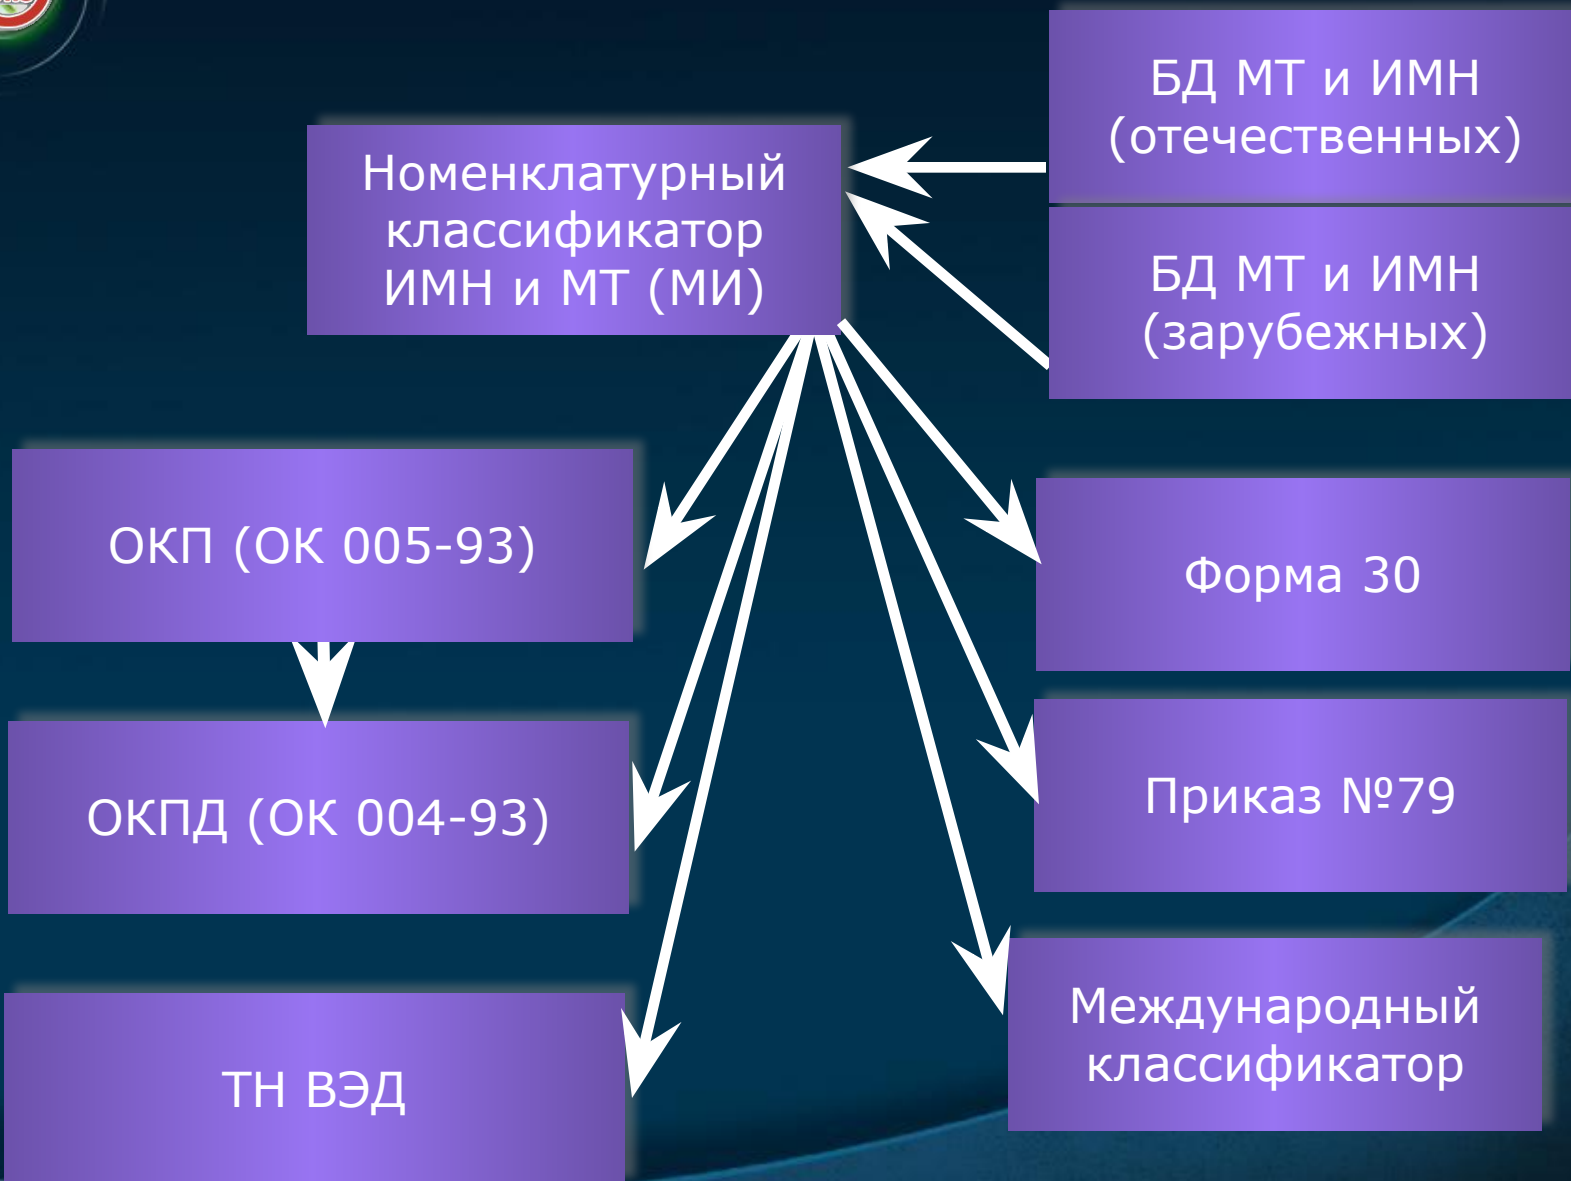 БД МТ и ИМН
(отечественных)
Номенклатурный
классификатор
ИМН и МТ (МИ)
БД МТ и ИМН
(зарубежных)
ОКП (ОК 005-93)
Форма 30
ОКПД (ОК 004-93)
Приказ №79
Международный
классификатор
ТН ВЭД